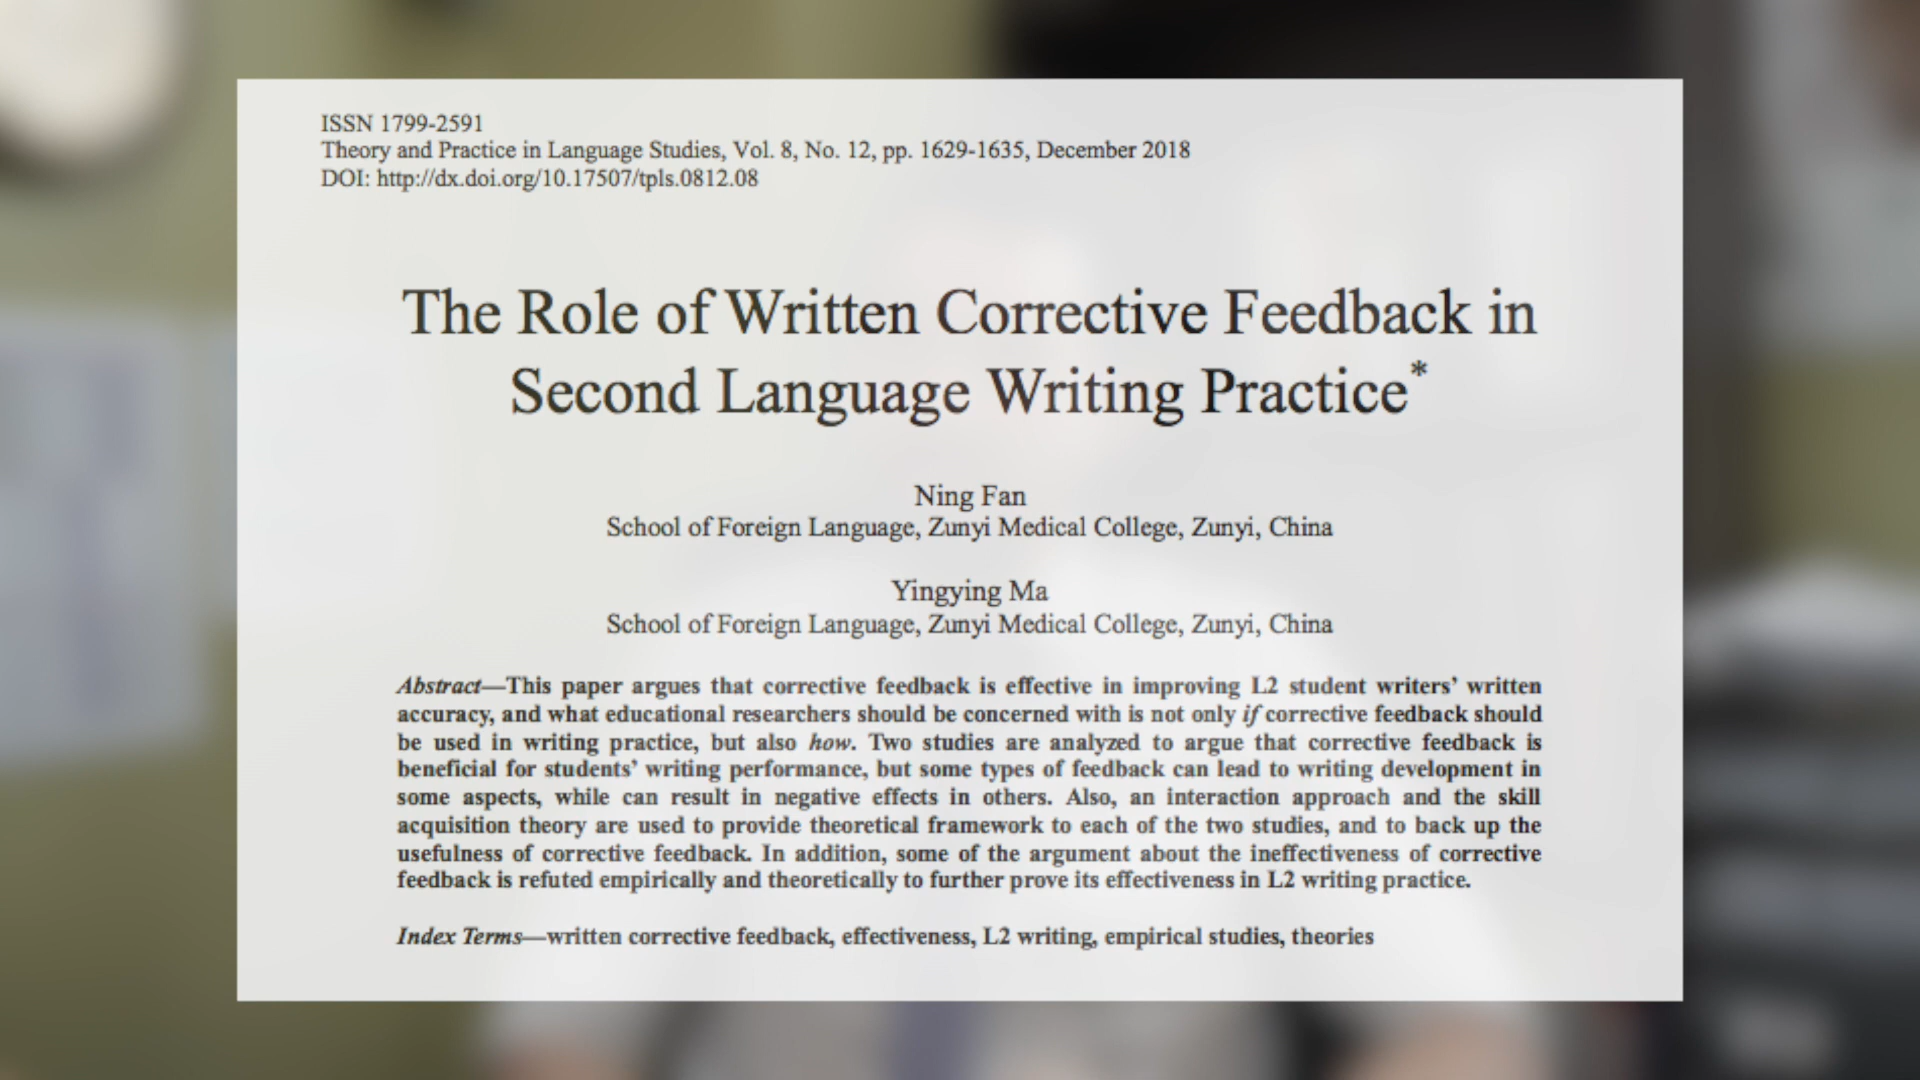 ISSN 1799-2591
Theory and Practice in Language Studies, Vol. 8, No. 12, pp. 1629-1635, December 2018
DOI: http://dx.doi.org/10.17507/tpls.0812.08
The Role of Written Corrective Feedback in
Second Language Writing Practice*
Ning Fan
School of Foreign Language, Zunyi Medical College, Zunyi, China
Yingying Ma
School of Foreign Language, Zunyi Medical College, Zunyi, China
Abstract—This paper argues that corrective feedback is effective in improving L2 student writers’ written
accuracy, and what educational researchers should be concerned with is not only if corrective feedback should
be used in writing practice, but also how. Two studies are analyzed to argue that corrective feedback is
beneficial for students’ writing performance, but some types of feedback can lead to writing development in
some aspects, while can result in negative effects in others. Also, an interaction approach and the skill
acquisition theory are used to provide theoretical framework to each of the two studies, and to back up the
usefulness of corrective feedback. In addition, some of the argument about the ineffectiveness of corrective
feedback is refuted empirically and theoretically to further prove its effectiveness in L2 writing practice.
Index Terms—written corrective feedback, effectiveness, L2 writing, empirical studies, theories